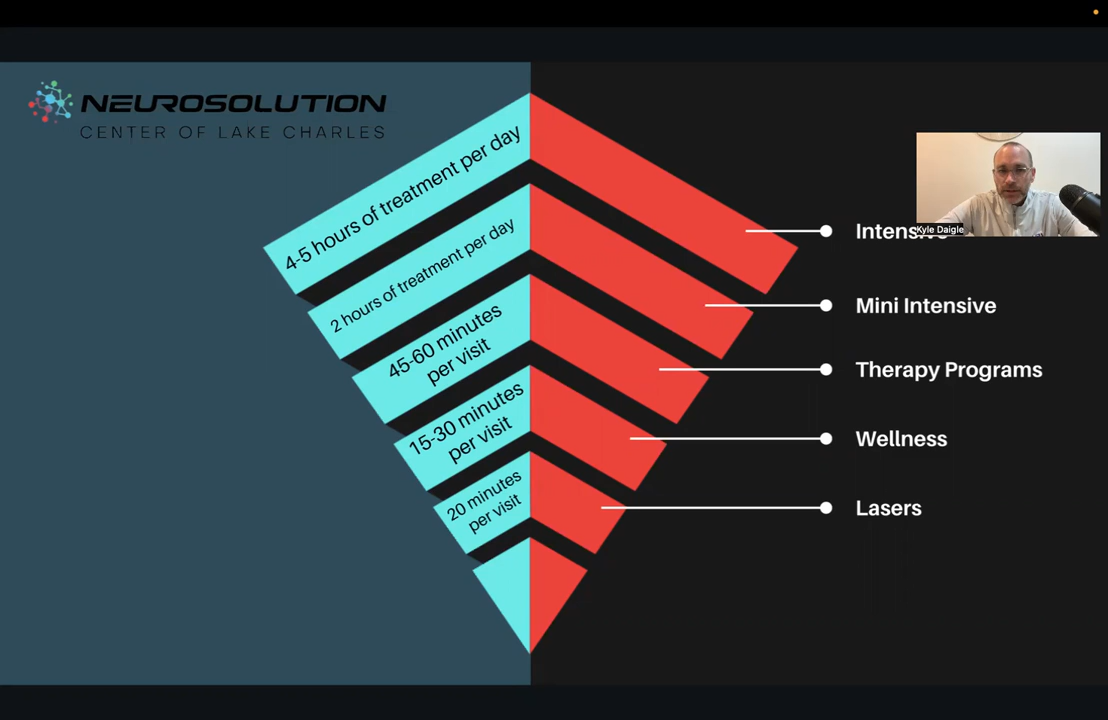 NEUROSOLUTION
CENTER OF LAKE CHARLES
4-5 hours of treatment per day
2 hours of treatment per day
45-60 minutes
per visit
15-30 minutes
per visit
20 minutes
per visit
Kyle Daigle
Intensive
Mini Intensive
Therapy Programs
Wellness
Lasers